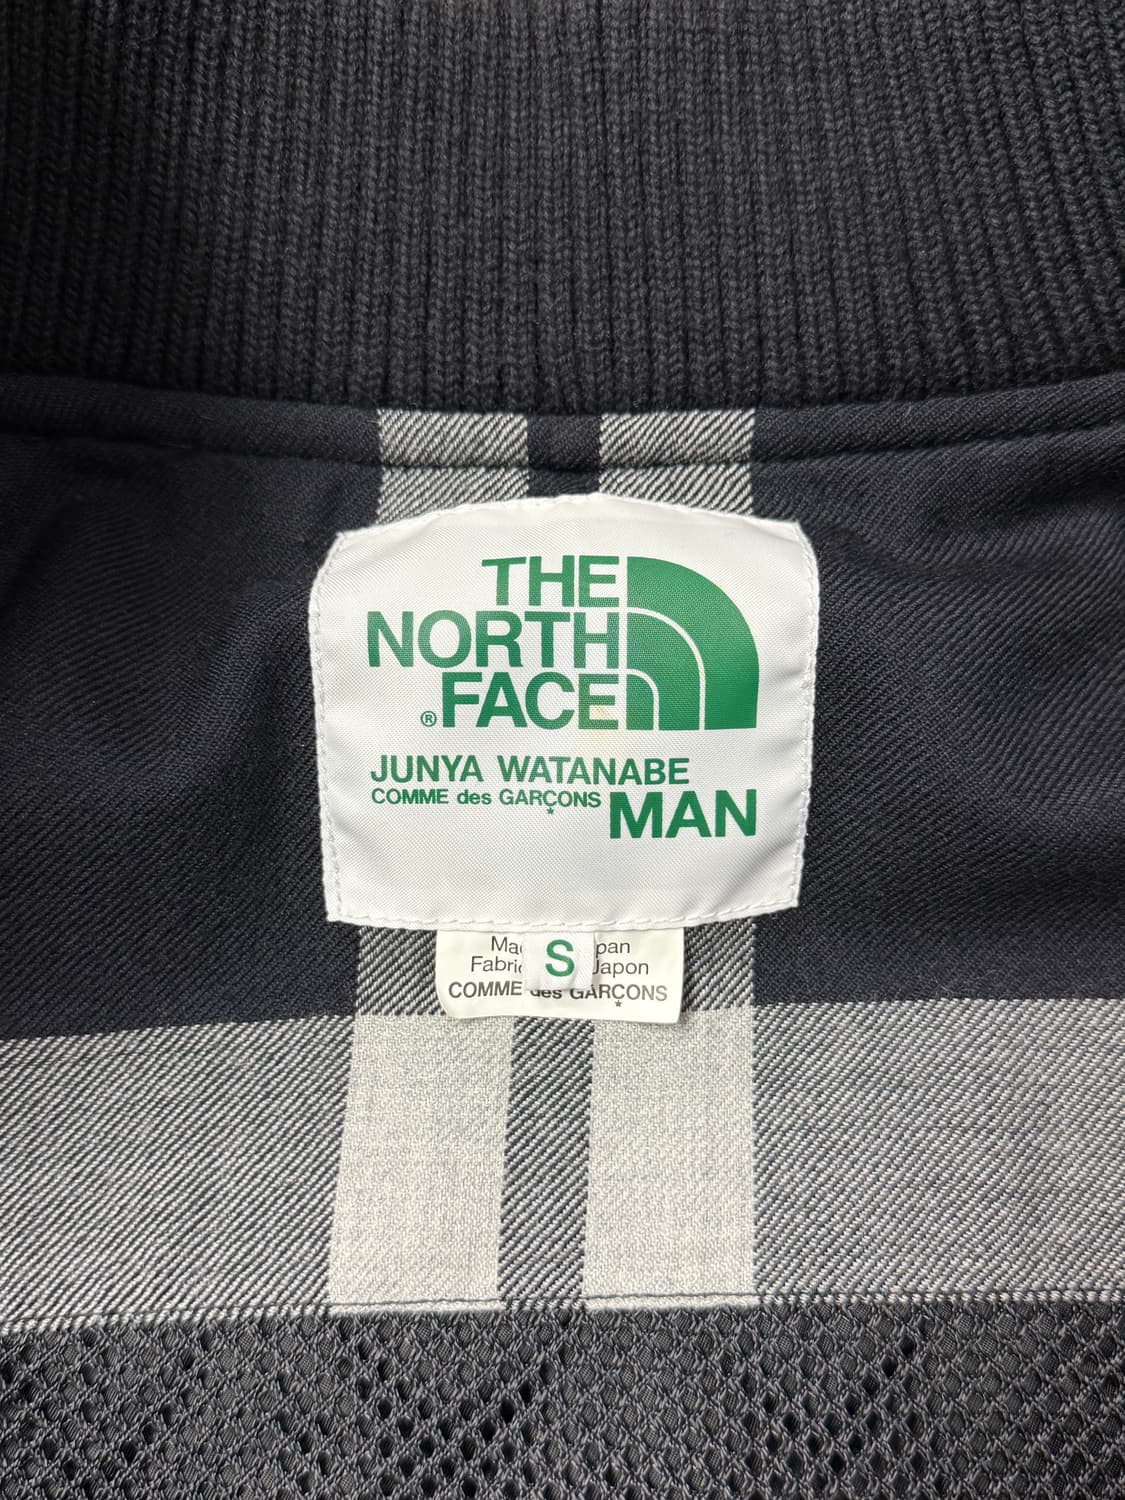 THE
NORTH
FACE
®
JUNYA WATANABE
COMME des GARÇONS
MAN
S
Japon
COMME des GARÇONS